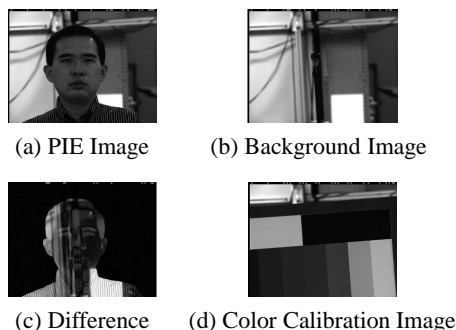 (a) PIE Image
(b) Background Image
(c) Difference
(d) Color Calibration Image